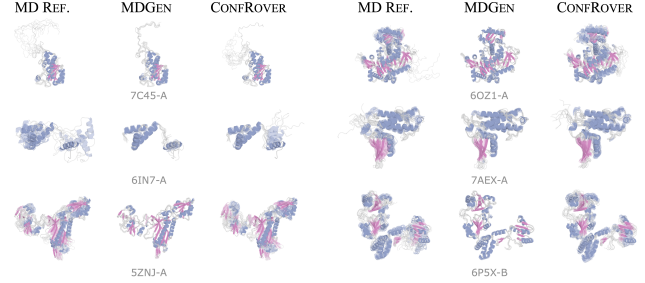 MD REF. MDGEN CONFROVER MD REF. MDGEN CONFROVER
7C45-A 6OZ1-A
6IN7-A 7AEX-A
5ZNJ-A 6P5X-B